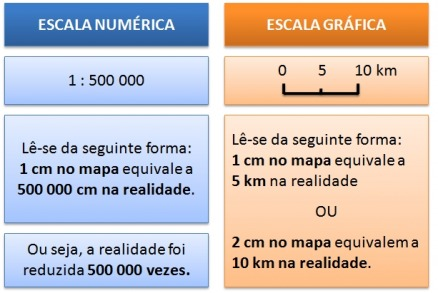 ESCALA NUMÉRICA
1 : 500 000
Lê-se da seguinte forma:
1 cm no mapa equivale a
500 000 cm na realidade.
Ou seja, a realidade foi
reduzida 500 000 vezes.
ESCALA GRÁFICA
0 5 10 km
Lê-se da seguinte forma:
1 cm no mapa equivale a
5 km na realidade
OU
2 cm no mapa equivalem a
10 km na realidade.